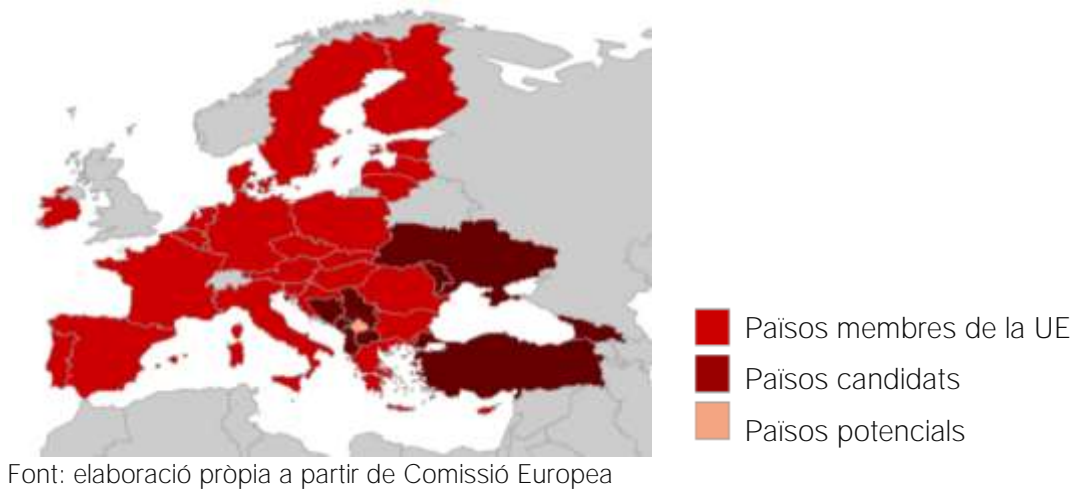 Països membres de la UE
Països candidats
Països potencials
Font: elaboració pròpia a partir de Comissió Europea